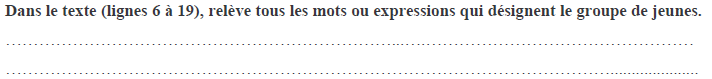 Dans le texte (lignes 6 à 19), relève tous les mots ou expressions qui désignent le groupe de jeunes.
……………………………………………………………..….…………………………………………
………………………………………………………………………………………………...................